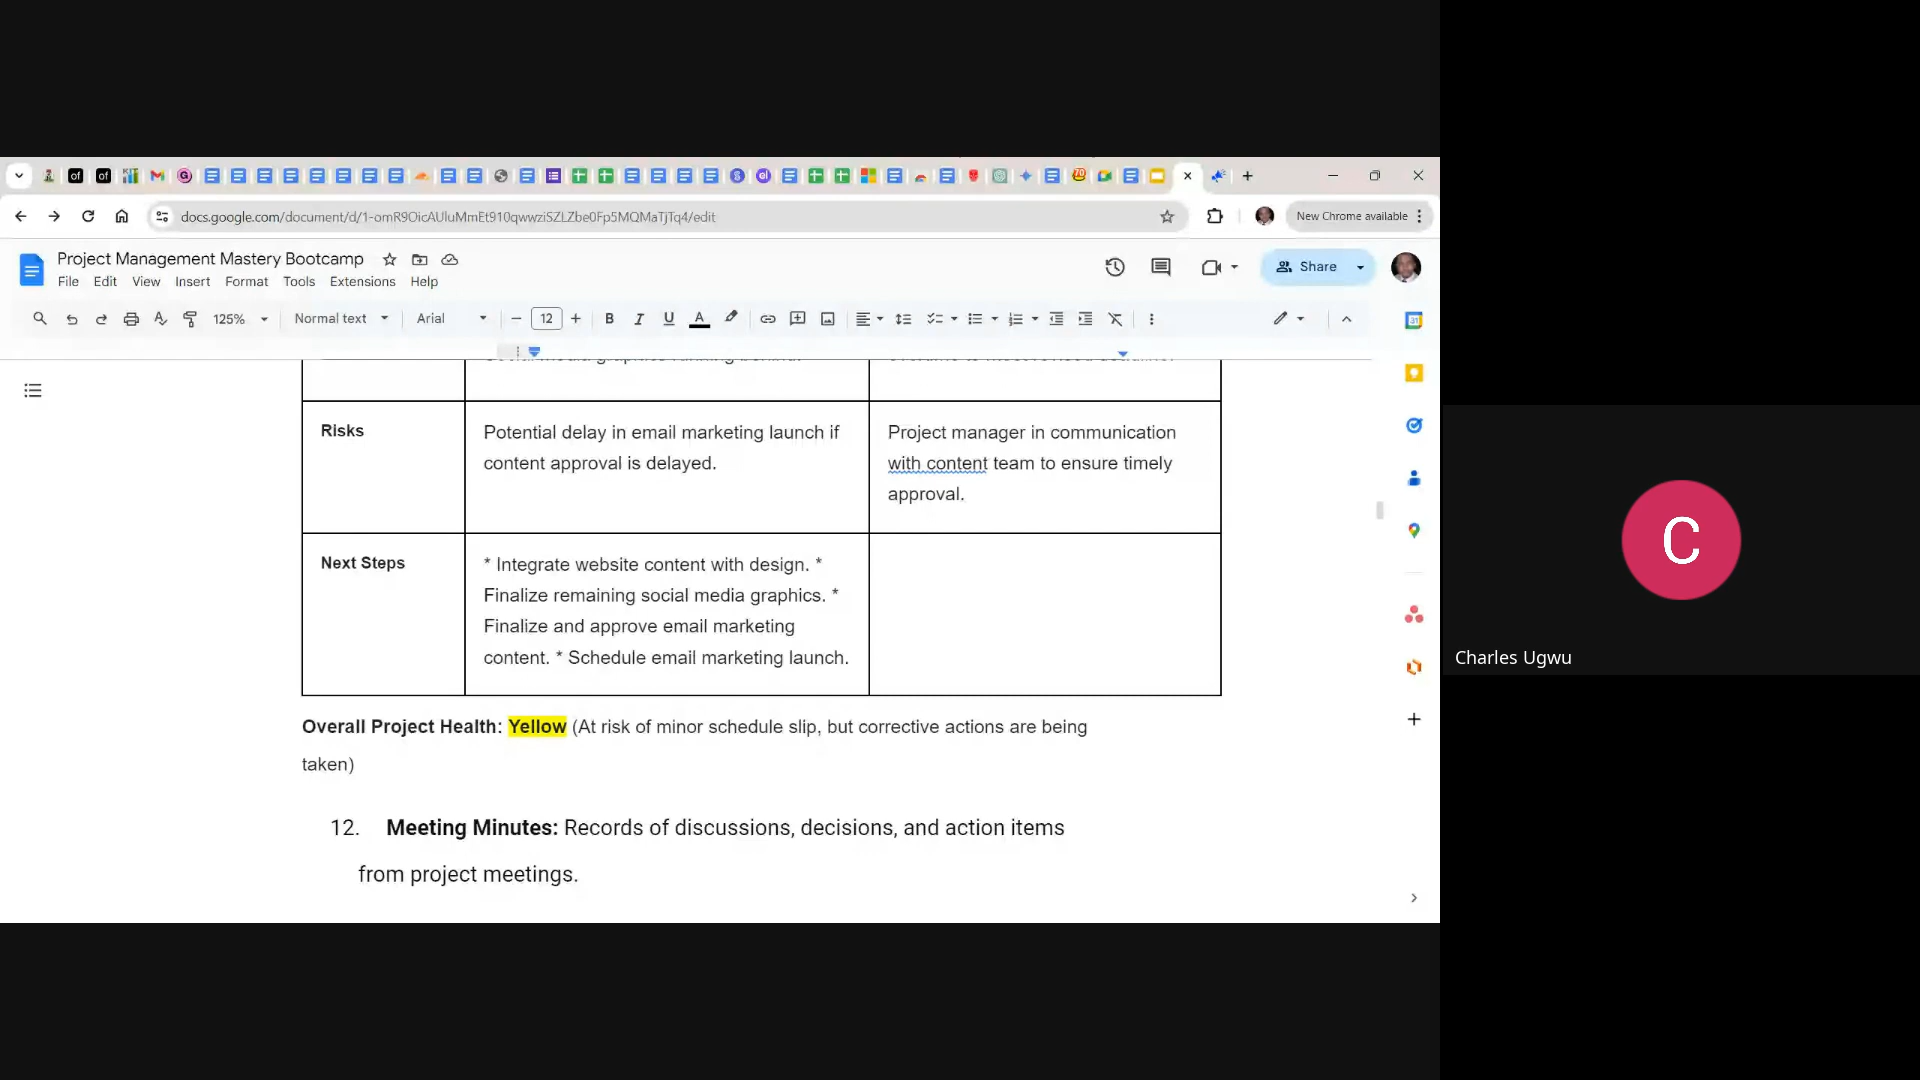 docs.google.com/document/d/1-omR9OicAUluMmEt910qwwziSZLZbe0Fp5MQMaTjTq4/edit
New Chrome available
Project Management Mastery Bootcamp
File Edit View Insert Format Tools Extensions Help
Share
125% Normal text Arial 12
Risks
Potential delay in email marketing launch if
content approval is delayed.
Project manager in communication
with content team to ensure timely
approval.
Next Steps
* Integrate website content with design. *
Finalize remaining social media graphics. *
Finalize and approve email marketing
content. * Schedule email marketing launch.
Overall Project Health: Yellow (At risk of minor schedule slip, but corrective actions are being
taken)
12. Meeting Minutes: Records of discussions, decisions, and action items
from project meetings.
C
Charles Ugwu